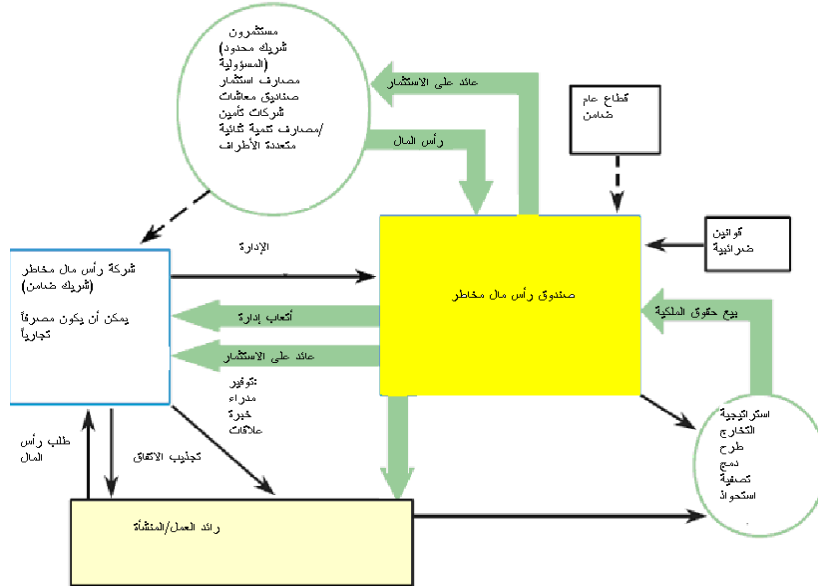 مستثمرون
(شريك محدود
المسؤولية)
مصارف استثمار
صناديق معاشات
شركات تأمين
مصارف تنمية ثنائية/
متعددة الأطراف
عائد على الاستثمار
رأس المال
قطاع عام
ضامن
قوانين
ضرائبية
الإدارة
شركة رأس مال مخاطر
(شريك ضامن)
يمكن أن يكون مصرفاً
تجارياً
صندوق رأس مال مخاطر
أتعاب إدارة
عائد على الاستثمار
بيع حقوق الملكية
توفير:
مدراء
خبرة
علاقات
استراتيجية
التخارج
طرح
دمج
تصفية
استحواذ
.
طلب رأس
المال
تجذيب الاتفاق
رائد العمل/المنشأة